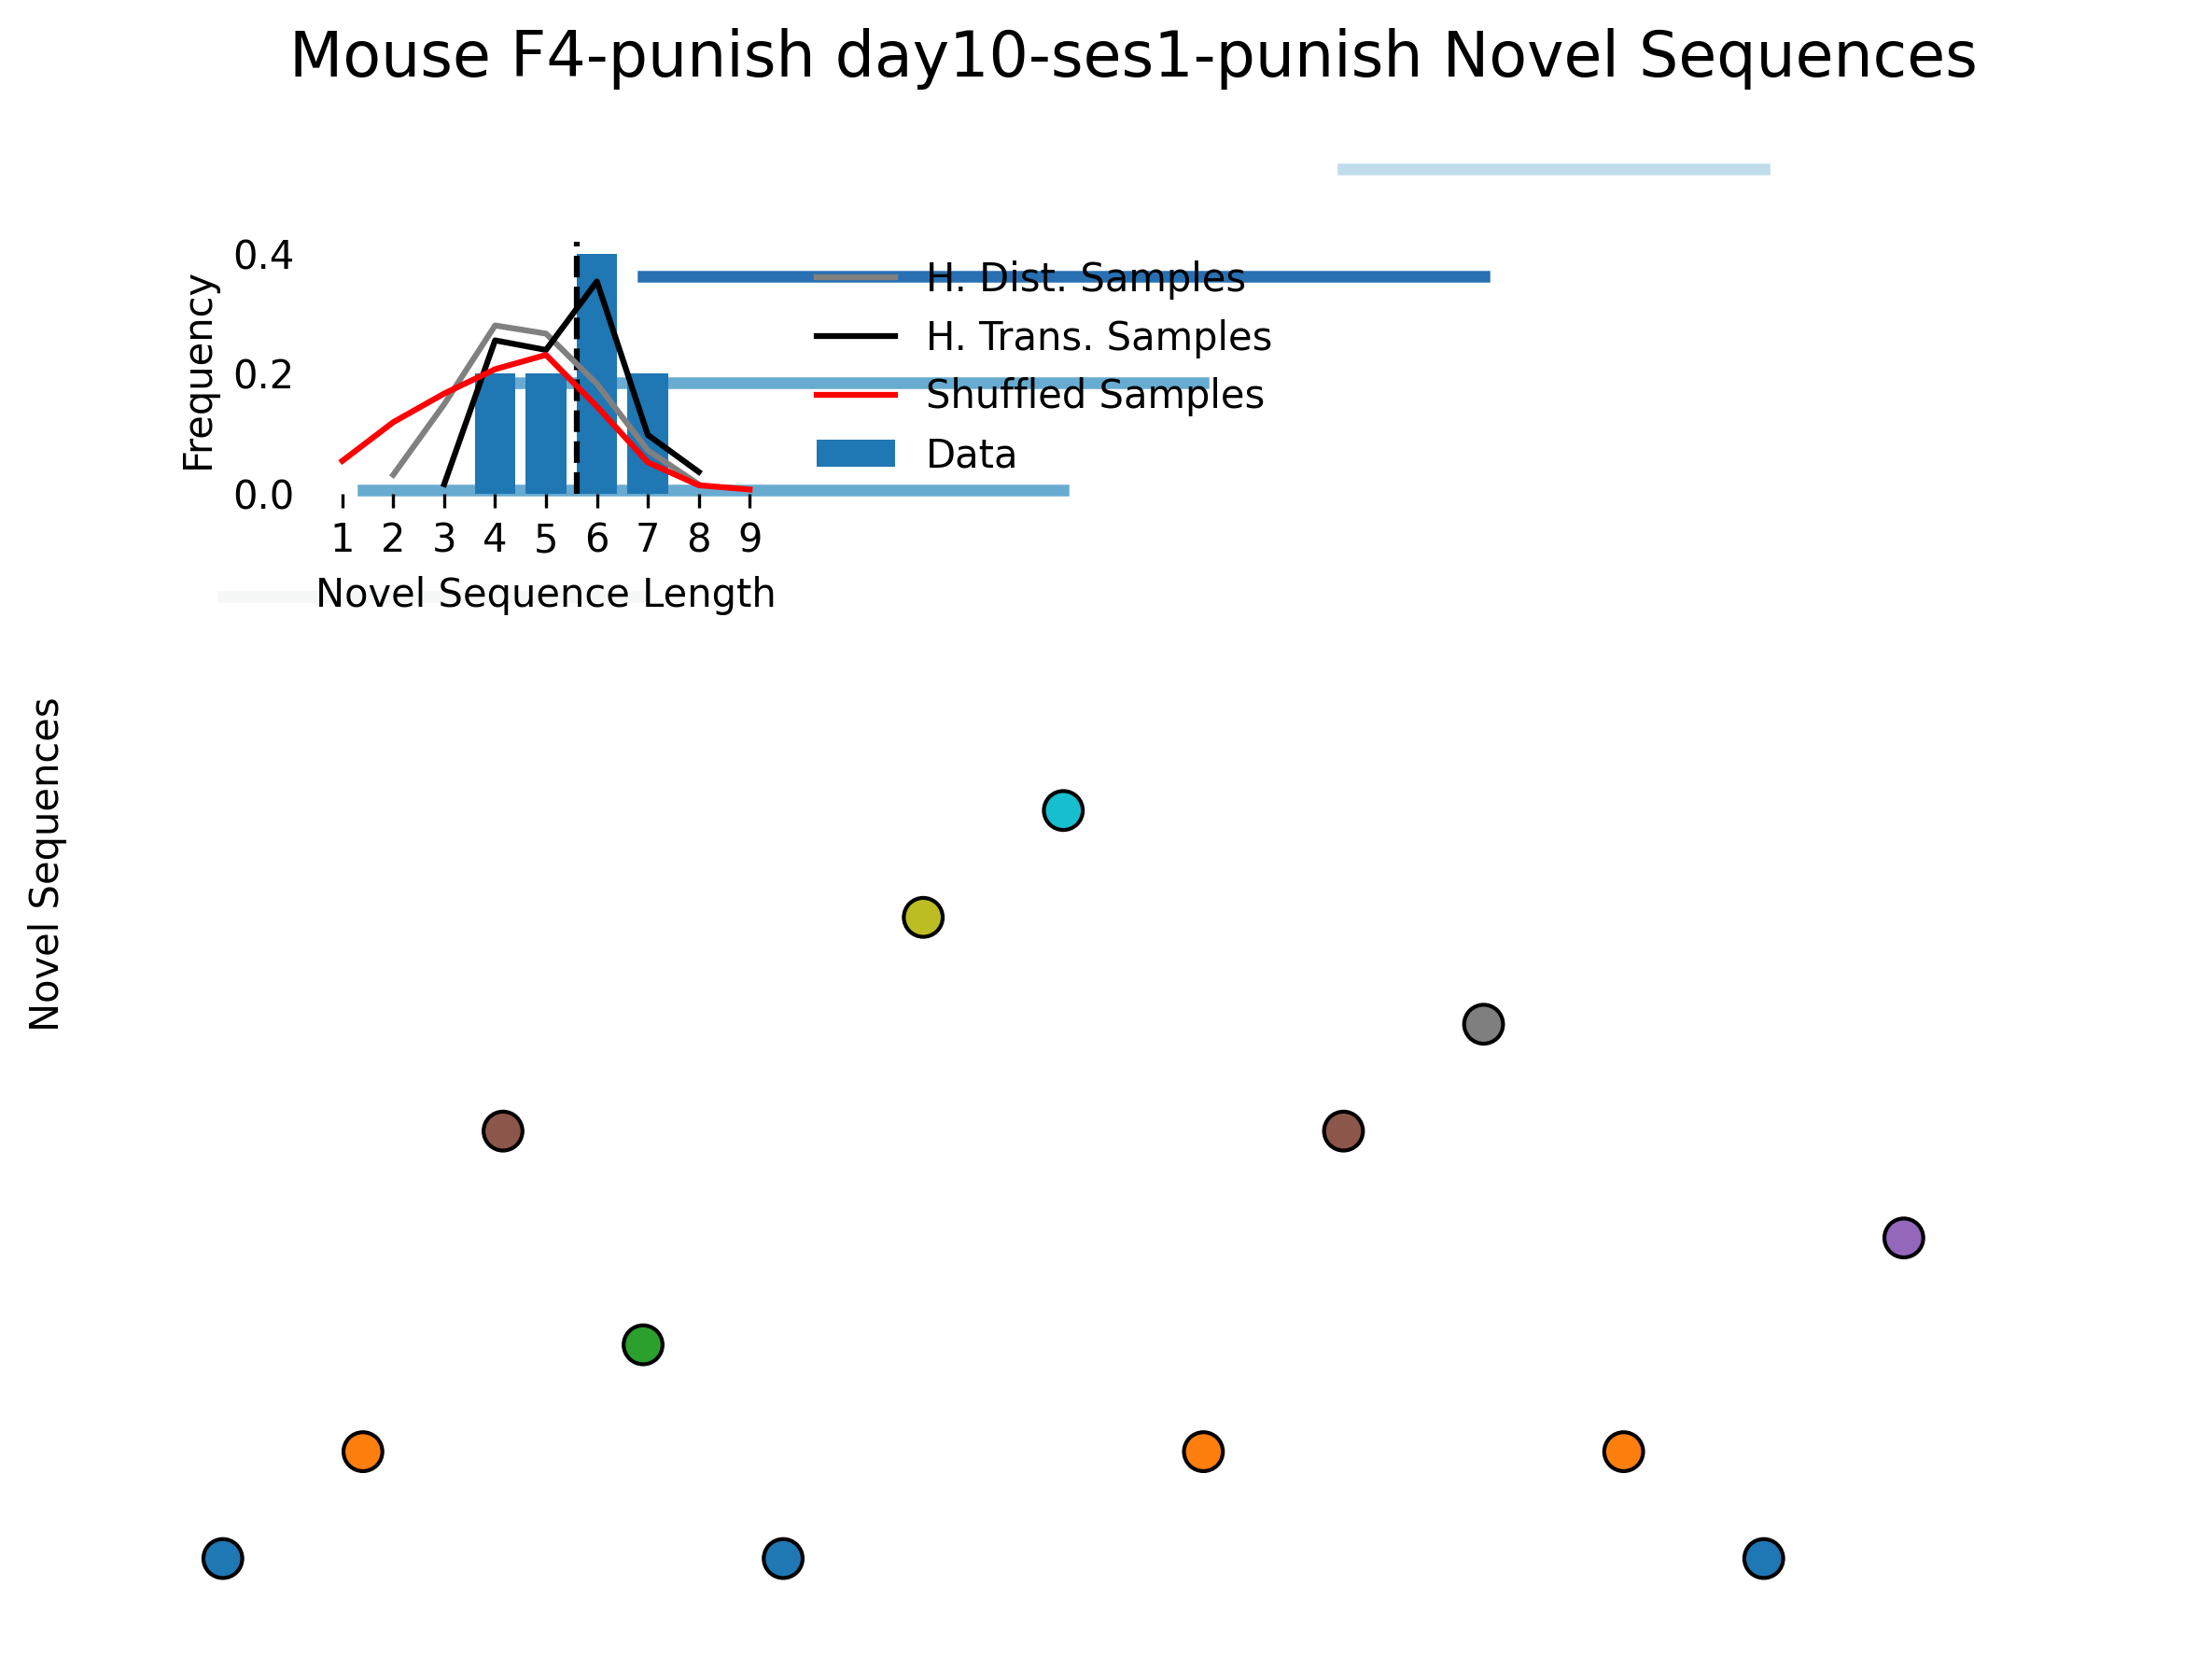 Mouse F4-punish day10-ses1-punish Novel Sequences
Frequency
0.4
0.2
0.0
1 2 3 4 5 6 7 8 9
Novel Sequence Length
H. Dist. Samples
H. Trans. Samples
Shuffled Samples
Data
Novel Sequences